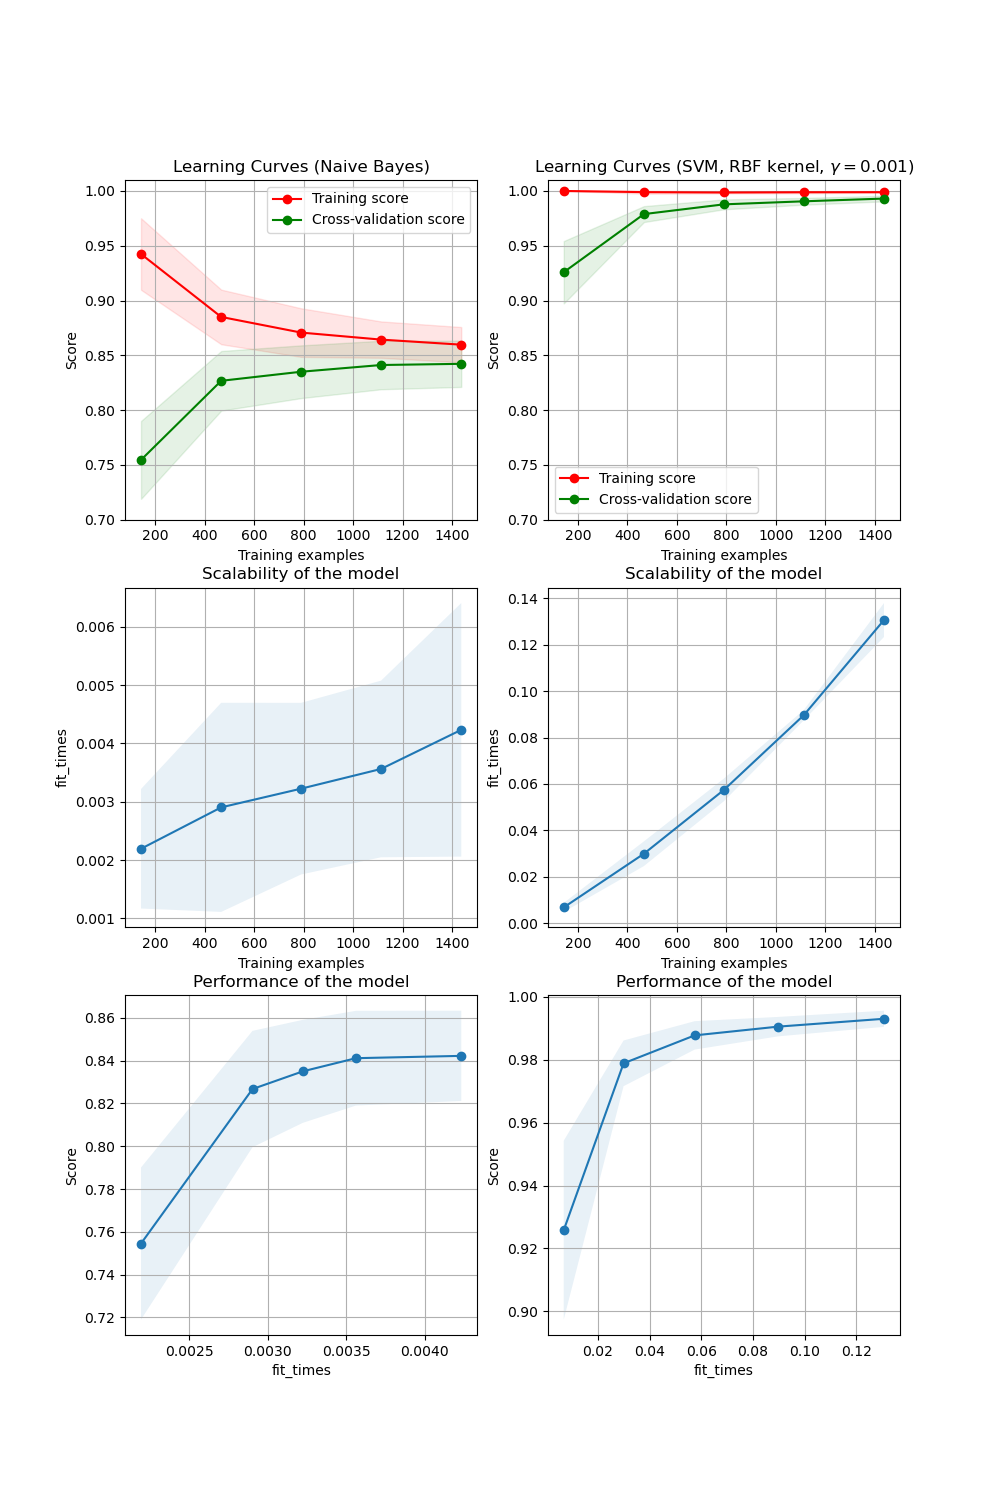 Learning Curves (Naive Bayes)
1.00
0.95
0.90
0.85
0.80
0.75
0.70
Score
Training score
Cross-validation score
200 400 600 800 1000 1200 1400
Training examples
Learning Curves (SVM, RBF kernel, γ = 0.001)
1.00
0.95
0.90
0.85
0.80
0.75
0.70
Score
Training score
Cross-validation score
200 400 600 800 1000 1200 1400
Training examples
Scalability of the model
0.006
0.005
0.004
0.003
0.002
0.001
fit_times
200 400 600 800 1000 1200 1400
Training examples
Scalability of the model
0.14
0.12
0.10
0.08
0.06
0.04
0.02
0.00
fit_times
200 400 600 800 1000 1200 1400
Training examples
Performance of the model
0.86
0.84
0.82
0.80
0.78
0.76
0.74
0.72
Score
0.0025 0.0030 0.0035 0.0040
fit_times
Performance of the model
1.00
0.98
0.96
0.94
0.92
0.90
Score
0.02 0.04 0.06 0.08 0.10 0.12
fit_times